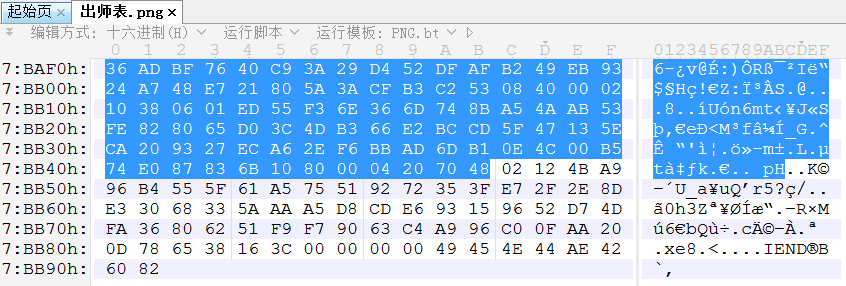 起始页 × 出师表.png ×
编辑方式: 十六进制(H) 运行脚本 运行模板: PNG.bt
0 1 2 3 4 5 6 7 8 9 A B C D E F 0123456789ABCDEF
7:BAF0h: 36 AD BF 76 40 C9 3A 29 D4 52 DF AF B2 49 EB 93 6-¿v@É:)ÔRß¯²Ië“
7:BB00h: 24 A7 48 E7 21 80 5A 3A CF B3 C2 53 08 40 00 02 $§Hç!€Z:Ï³ÂS.@..
7:BB10h: 10 38 06 01 ED 55 F3 6E 36 6D 74 8B A5 4A AB 53 .8..íUón6mt‹¥J«S
7:BB20h: FE 82 80 65 D0 3C 4D B3 66 E2 BC CD 5F 47 13 5E þ‚€eÐ<M³fâ¼Í_G.^
7:BB30h: CA 20 93 27 EC A6 2E F6 BB AD 6D B1 0E 4C 00 B5 Ê “'ì¦.ö»-m±.L.µ
7:BB40h: 74 E0 87 83 6B 10 80 00 04 20 70 48 02 12 4B A9 tà‡ƒk.€.. pH..K©
7:BB50h: 96 B4 55 5F 61 A5 75 51 92 72 35 3F E7 2F 2E 8D –´U_a¥uQ’r5?ç/..
7:BB60h: E3 30 68 33 5A AA A5 D8 CD E6 93 15 96 52 D7 4D ã0h3Zª¥ØÍæ“.–R×M
7:BB70h: FA 36 80 62 51 F9 F7 90 63 C4 A9 96 C0 0F AA 20 ú6€bQù÷.cÄ©–À.ª
7:BB80h: 0D 78 65 38 16 3C 00 00 00 00 49 45 4E 44 AE 42 .xe8.<....IEND®B
7:BB90h: 60 82 `‚